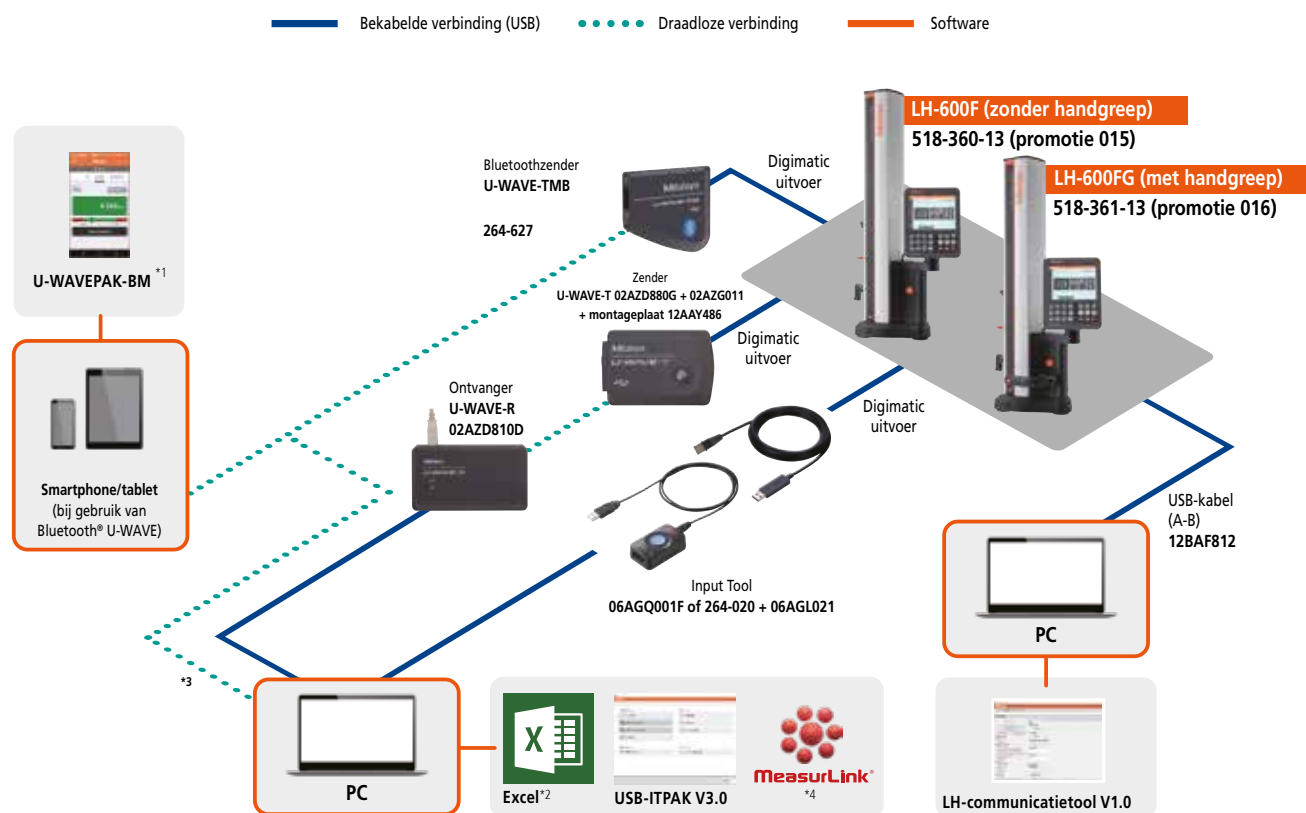 Bekabelde verbinding (USB)
Draadloze verbinding
Software
LH-600F (zonder handgreep)
518-360-13 (promotie 015)
LH-600FG (met handgreep)
518-361-13 (promotie 016)
Bluetoothzender
U-WAVE-TMB
264-627
Digimatic
uitvoer
Mitutoyo
U-WAVEPAK-BM *1
Zender
U-WAVE-T 02AZD880G + 02AZG011
+ montageplaat 12AAY486
Digimatic
uitvoer
Mitutoyo
U-WAVE-T
Ontvanger
U-WAVE-R
02AZD810D
Digimatic
uitvoer
Smartphone/tablet
(bij gebruik van
Bluetooth® U-WAVE)
USB-kabel
(A-B)
12BAF812
Input Tool
06AGQ001F of 264-020 + 06AGL021
PC
*3
PC
X
Excel*2
USB-ITPAK V3.0
MeasurLink®
*4
LH-communicatietool V1.0